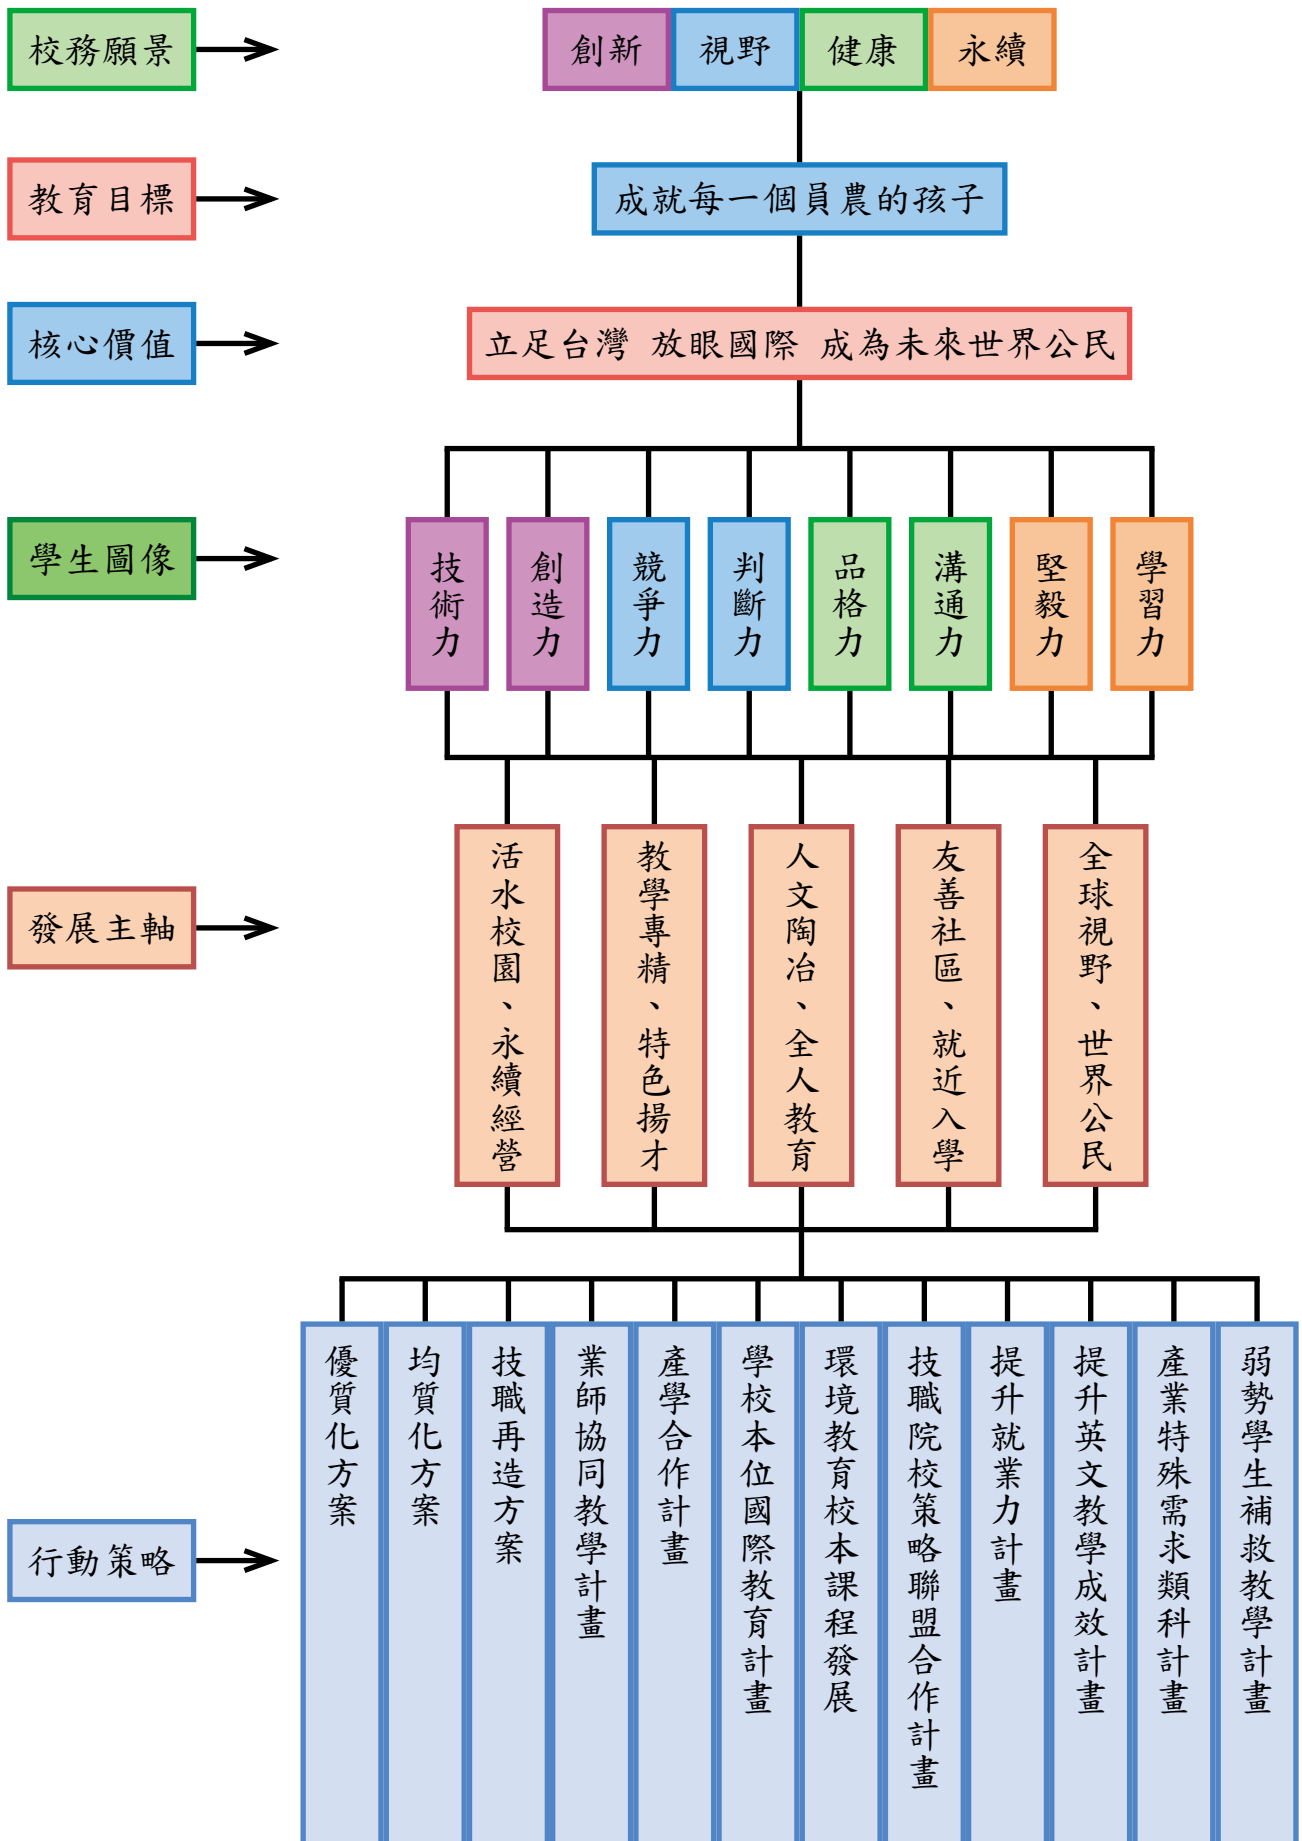 校務願景
創新
視野
健康
永續
教育目標
成就每一個員農的孩子
核心價值
立足台灣 放眼國際 成為未來世界公民
學生圖像
技術力
創造力
競爭力
判斷力
品格力
溝通力
堅毅力
學習力
發展主軸
活水校園、永續經營
教學專精、特色揚才
人文陶冶、全人教育
友善社區、就近入學
全球視野、世界公民
行動策略
優質化方案
均質化方案
技職再造方案
業師協同教學計畫
產學合作計畫
學校本位國際教育計畫
環境教育校本課程發展
技職院校策略聯盟合作計畫
提升就業力計畫
提升英文教學成效計畫
產業特殊需求類科計畫
弱勢學生補救教學計畫